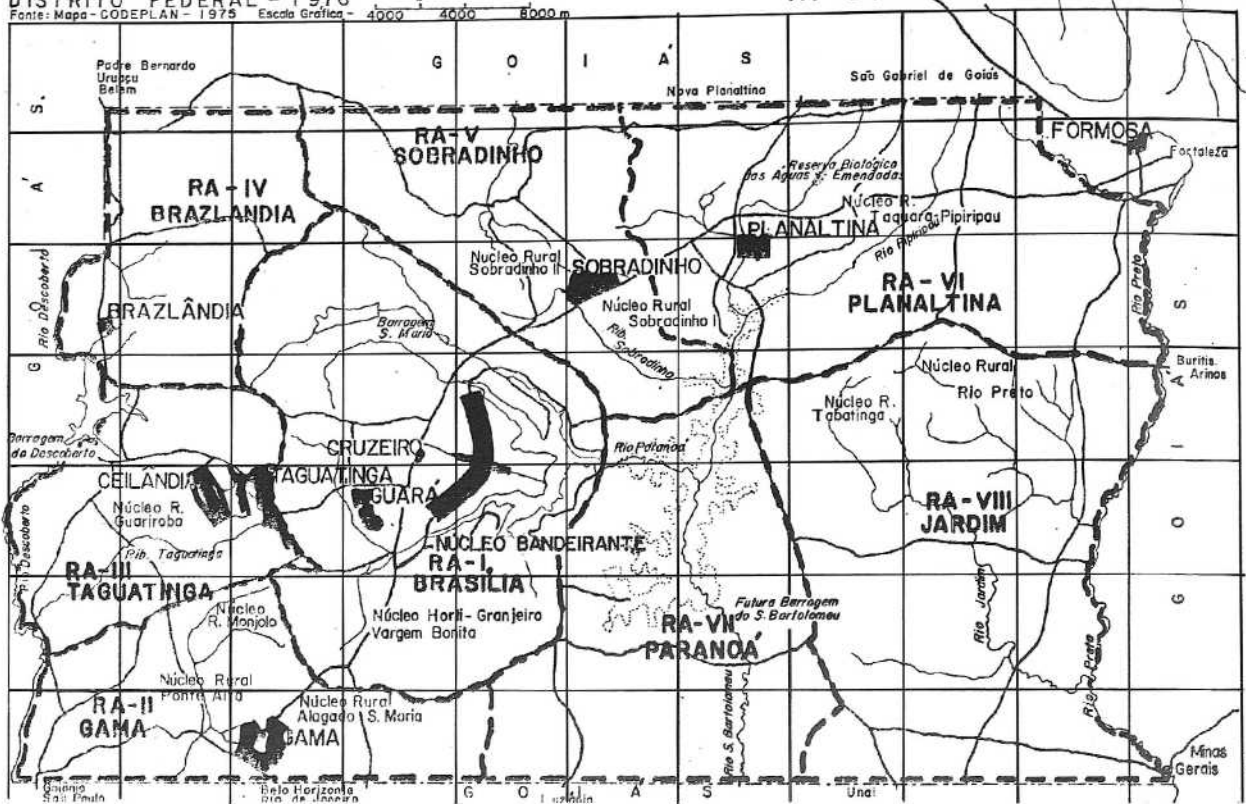 DISTRITO FEDERAL - 1976
Fonte: Mapa - CODEPLAN - 1975 Escala Gráfica - 4000 4000 8000 m
G O I Á S
Padre Bernardo
Uruaçu
Belém
Nova Planaltina
São Gabriel de Goiás
RA - V
SOBRADINHO
FORMOSA
Fortaleza
RA - IV
BRAZLANDIA
Reserva Biológica
das Águas Emendadas
Núcleo R.
Taquara-Pipiripau
PLANALTINA
Rio Pipiripau
Núcleo Rural
Sobradinho II
SOBRADINHO
Núcleo Rural
Sobradinho I
RA - VI
PLANALTINA
Rio Preto
Rio Descoberto
BRAZLÂNDIA
Barragem
S. Maria
Rib. Sobradinho
G O I Á S
Núcleo Rural
Rio Preto
Buritis
Arinos
Núcleo R.
Tabatinga
Barragem
do Descoberto
CRUZEIRO
Rio Paranoá
CEILÂNDIA
TAGUATINGA
GUARÁ
Núcleo R.
Guariroba
RA - VIII
JARDIM
G O I Á S
Rio Descoberto
Rib. Taguatinga
NÚCLEO BANDEIRANTE
RA - I
BRASÍLIA
RA - III
TAGUATINGA
Núcleo
R. Monjolo
Núcleo Horti-Granjeiro
Vargem Bonita
Futura Barragem
do S. Bartolomeu
RA - VII
PARANOÁ
Rio Jardim
Rio Preto
Núcleo Rural
Ponte Alta
RA - II
GAMA
Núcleo Rural
Alagado S. Maria
GAMA
Rio S. Bartolomeu
Minas
Gerais
Goiânia
São Paulo
Belo Horizonte
Rio de Janeiro
G O I Á S
Luziânia
Unaí